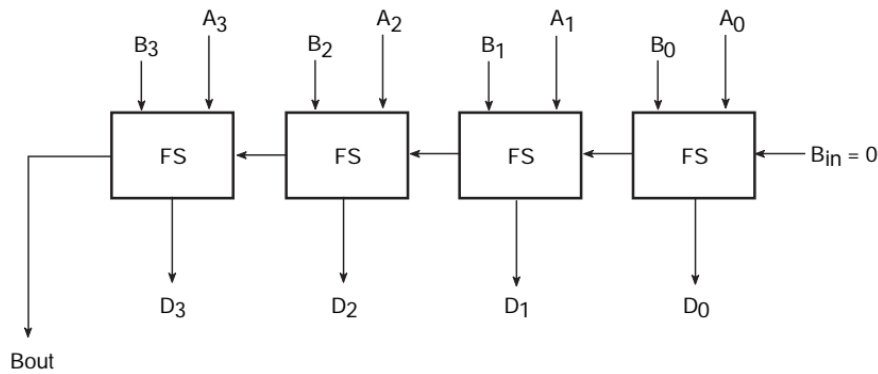 A3 A2 A1 A0
B3 B2 B1 B0
FS FS FS FS Bin = 0
D3 D2 D1 D0
Bout